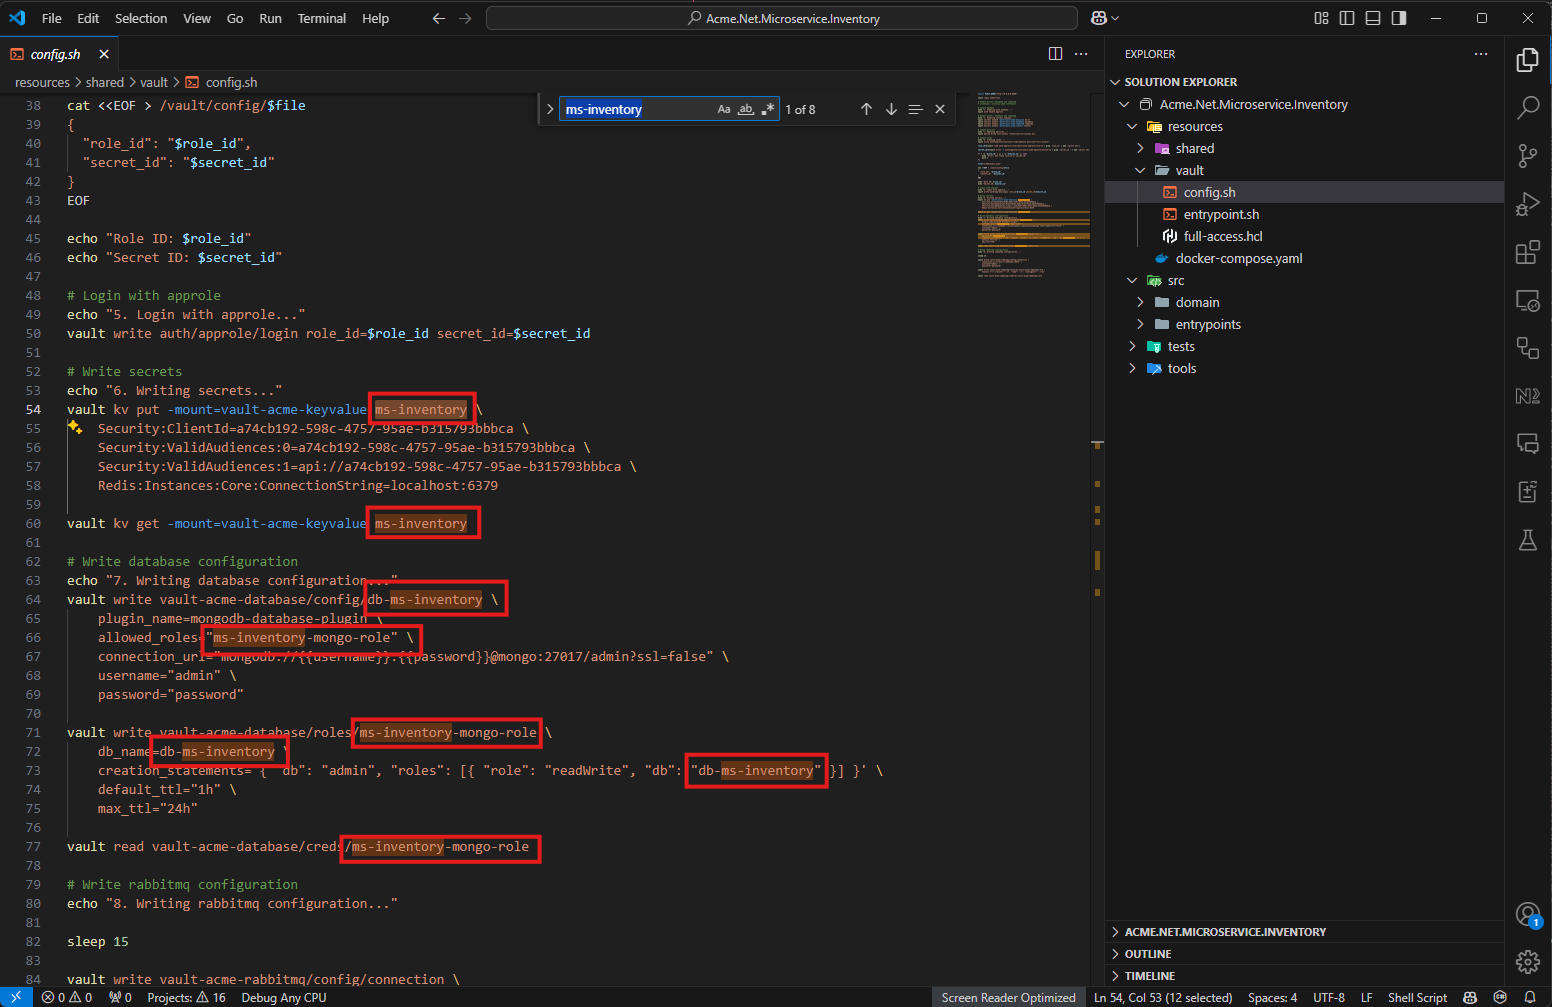 File Edit Selection View Go Run Terminal Help
Acme.Net.Microservice.Inventory
config.sh
resources > shared > vault > config.sh
ms-inventory Aa ab 1 of 8
38 cat <<EOF > /vault/config/$file
39 {
40 "role_id": "$role_id",
41 "secret_id": "$secret_id"
42 }
43 EOF
44
45 echo "Role ID: $role_id"
46 echo "Secret ID: $secret_id"
47
48 # Login with approle
49 echo "5. Login with approle..."
50 vault write auth/approle/login role_id=$role_id secret_id=$secret_id
51
52 # Write secrets
53 echo "6. Writing secrets..."
54 vault kv put -mount=vault-acme-keyvalue ms-inventory \
55 Security:ClientId=a74cb192-598c-4757-95ae-b315793bbbca \
56 Security:ValidAudiences:0=a74cb192-598c-4757-95ae-b315793bbbca \
57 Security:ValidAudiences:1=api://a74cb192-598c-4757-95ae-b315793bbbca \
58 Redis:Instances:Core:ConnectionString=localhost:6379
59
60 vault kv get -mount=vault-acme-keyvalue ms-inventory
61
62 # Write database configuration
63 echo "7. Writing database configuration..."
64 vault write vault-acme-database/config/db-ms-inventory \
65 plugin_name=mongodb-database-plugin \
66 allowed_roles="ms-inventory-mongo-role" \
67 connection_url="mongodb://{{username}}:{{password}}@mongo:27017/admin?ssl=false" \
68 username="admin" \
69 password="password"
70
71 vault write vault-acme-database/roles/ms-inventory-mongo-role \
72 db_name=db-ms-inventory \
73 creation_statements='{ "db": "admin", "roles": [{ "role": "readWrite", "db": "db-ms-inventory" }] }' \
74 default_ttl="1h" \
75 max_ttl="24h"
76
77 vault read vault-acme-database/creds/ms-inventory-mongo-role
78
79 # Write rabbitmq configuration
80 echo "8. Writing rabbitmq configuration..."
81
82 sleep 15
83
84 vault write vault-acme-rabbitmq/config/connection \
EXPLORER
SOLUTION EXPLORER
Acme.Net.Microservice.Inventory
resources
shared
vault
config.sh
entrypoint.sh
full-access.hcl
docker-compose.yaml
src
domain
entrypoints
tests
tools
ACME.NET.MICROSERVICE.INVENTORY
OUTLINE
TIMELINE
1
0 0 0 Projects: 16 Debug Any CPU Screen Reader Optimized Ln 54, Col 53 (12 selected) Spaces: 4 UTF-8 LF Shell Script